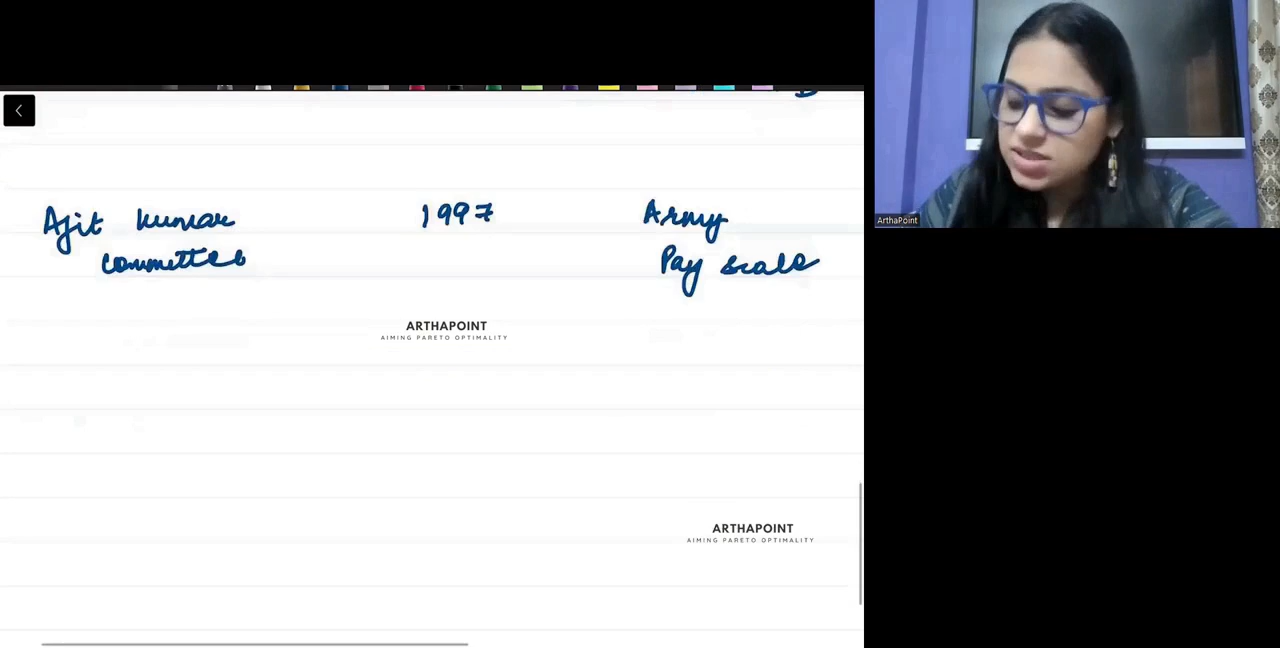 Ajit Kumar 1997 Army
Committee Pay Scale
ARTHAPOINT
AIMING PARETO OPTIMALITY
ARTHAPOINT
AIMING PARETO OPTIMALITY
ArthaPoint